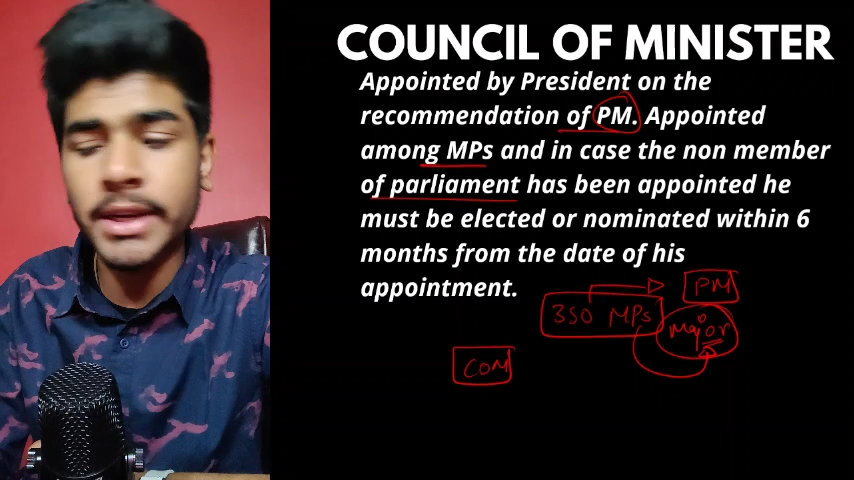 COUNCIL OF MINISTER
Appointed by President on the
recommendation of PM. Appointed
among MPs and in case the non member
of parliament has been appointed he
must be elected or nominated within 6
months from the date of his
appointment.
PM
350 MPs
Major
COM